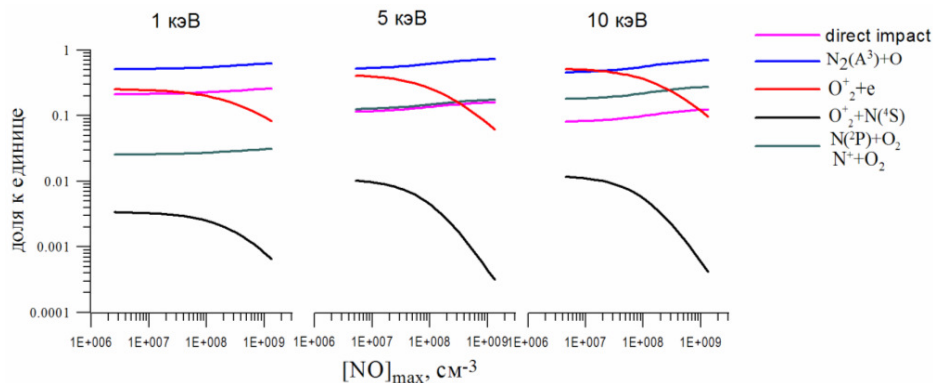 1 кэВ
5 кэВ
10 кэВ
доля к единице
1
0.1
0.01
0.001
0.0001
1E+006 1E+007 1E+008 1E+009
1E+006 1E+007 1E+008 1E+009
1E+006 1E+007 1E+008 1E+009
[NO]max, см-3
direct impact
N2(A3)+O
O+2+e
O+2+N(4S)
N(2P)+O2
N++O2